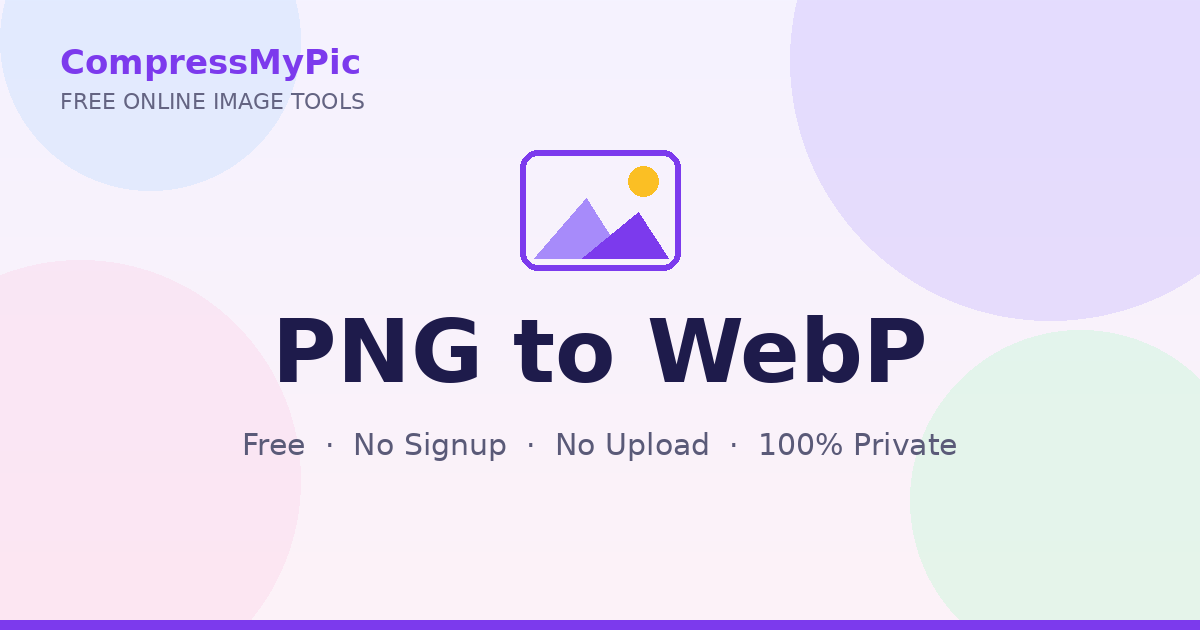 CompressMyPic
FREE ONLINE IMAGE TOOLS
PNG to WebP
Free · No Signup · No Upload · 100% Private